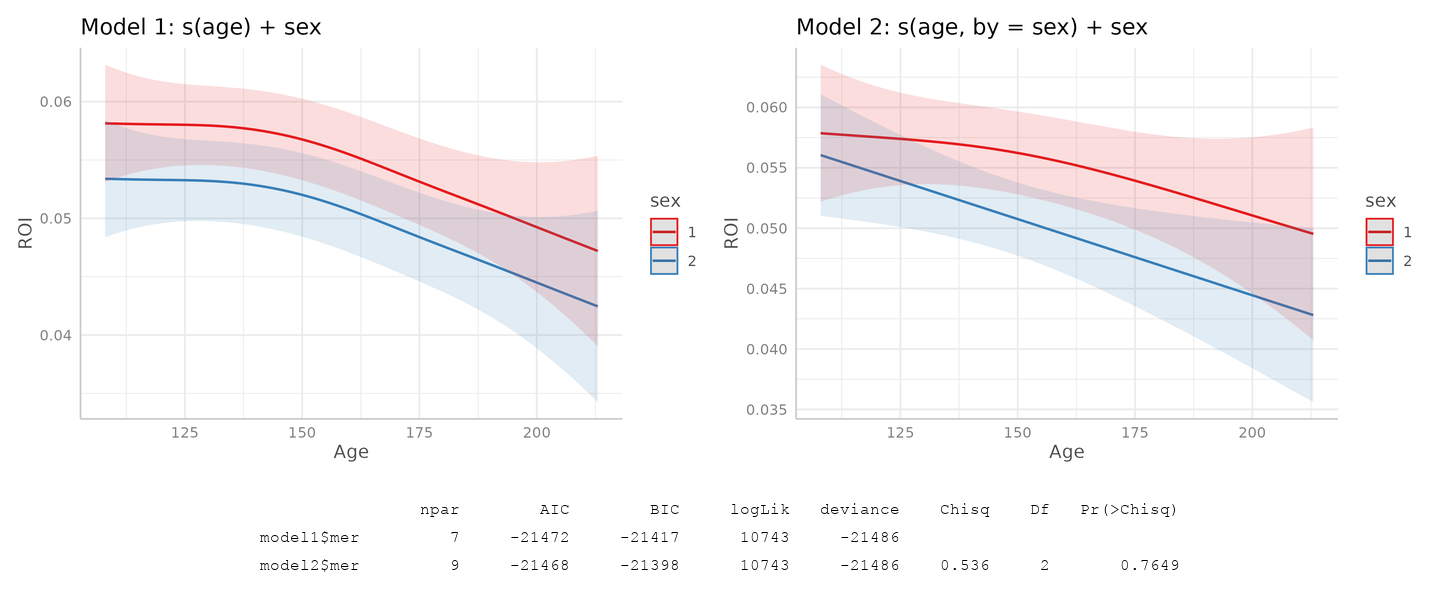 Model 1: s(age) + sex
0.06
0.05
0.04
ROI
125 150 175 200
Age
sex
1
2
Model 2: s(age, by = sex) + sex
0.060
0.055
0.050
0.045
0.040
0.035
ROI
125 150 175 200
Age
sex
1
2
npar AIC BIC logLik deviance Chisq Df Pr(>Chisq)
model1$mer 7 -21472 -21417 10743 -21486
model2$mer 9 -21468 -21398 10743 -21486 0.536 2 0.7649